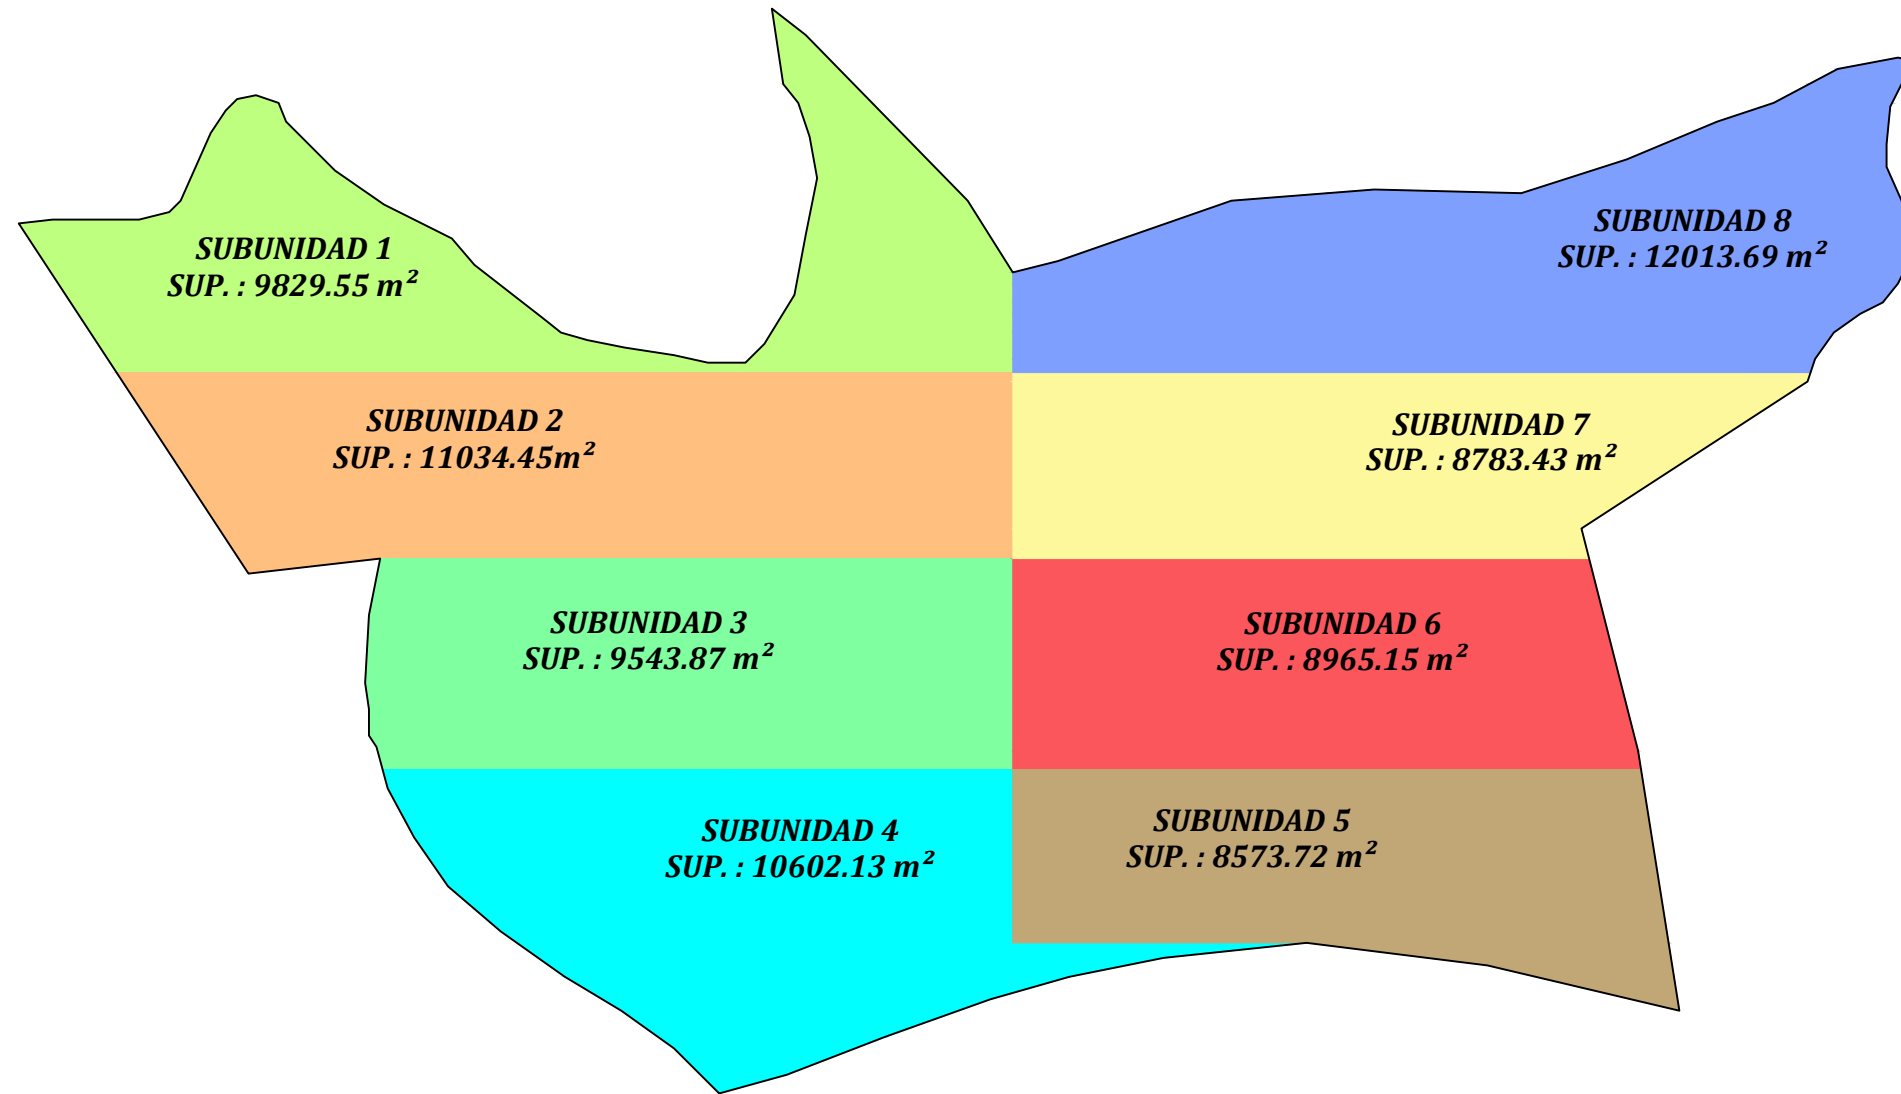 SUBUNIDAD 1
SUP. : 9829.55 m²
SUBUNIDAD 8
SUP. : 12013.69 m²
SUBUNIDAD 2
SUP. : 11034.45m²
SUBUNIDAD 7
SUP. : 8783.43 m²
SUBUNIDAD 3
SUP. : 9543.87 m²
SUBUNIDAD 6
SUP. : 8965.15 m²
SUBUNIDAD 4
SUP. : 10602.13 m²
SUBUNIDAD 5
SUP. : 8573.72 m²